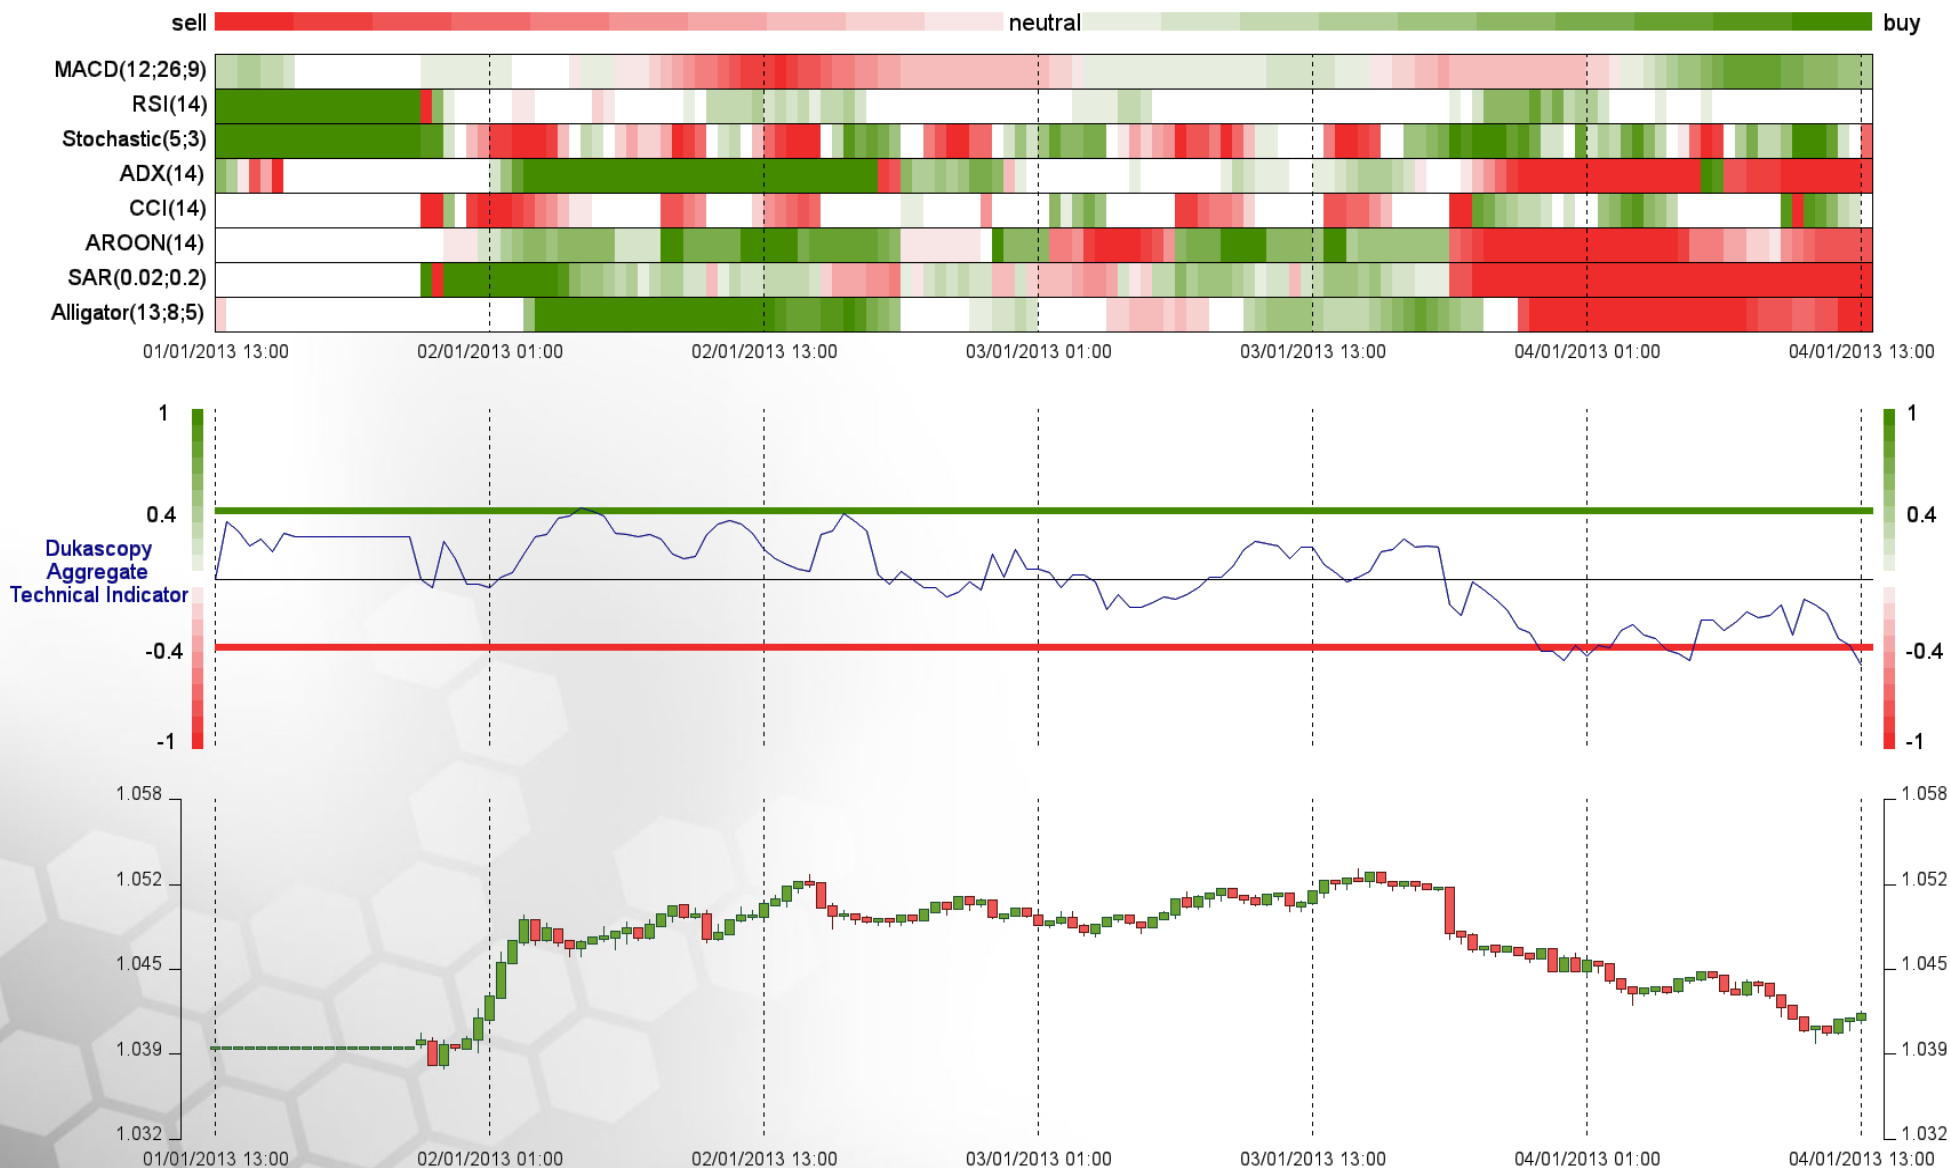 sell neutral buy
MACD(12;26;9)
RSI(14)
Stochastic(5;3)
ADX(14)
CCI(14)
AROON(14)
SAR(0.02;0.2)
Alligator(13;8;5)
01/01/2013 13:00 02/01/2013 01:00 02/01/2013 13:00 03/01/2013 01:00 03/01/2013 13:00 04/01/2013 01:00 04/01/2013 13:00
1 1
0.4 0.4
Dukascopy
Aggregate
Technical Indicator
-0.4 -0.4
-1 -1
1.058 1.058
1.052 1.052
1.045 1.045
1.039 1.039
1.032 1.032
01/01/2013 13:00 02/01/2013 01:00 02/01/2013 13:00 03/01/2013 01:00 03/01/2013 13:00 04/01/2013 01:00 04/01/2013 13:00